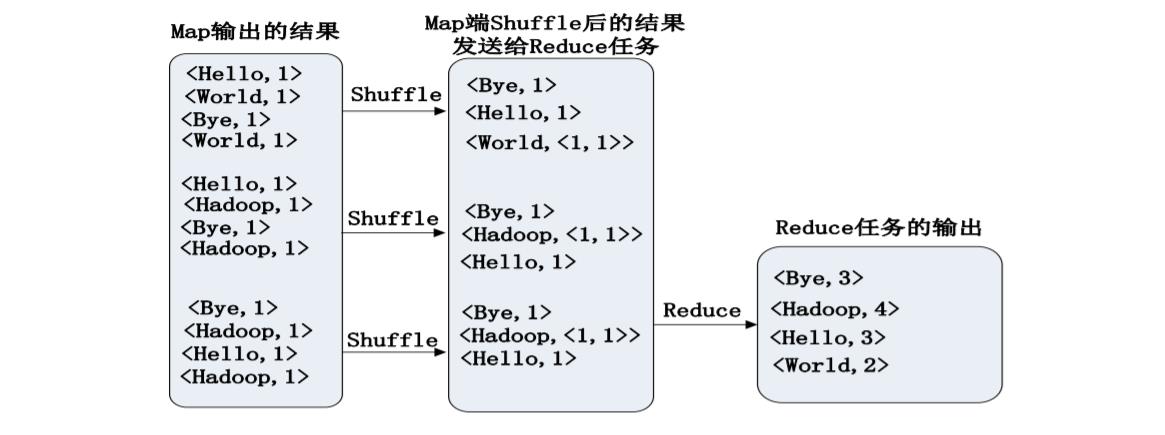 Map输出的结果
<Hello,1>
<World,1>
<Bye,1>
<World,1>
<Hello,1>
<Hadoop,1>
<Bye,1>
<Hadoop,1>
<Bye,1>
<Hadoop,1>
<Hello,1>
<Hadoop,1>
Shuffle
Shuffle
Shuffle
Map端Shuffle后的结果
发送给Reduce任务
<Bye,1>
<Hello,1>
<World,<1,1>>
<Bye,1>
<Hadoop,<1,1>>
<Hello,1>
<Bye,1>
<Hadoop,<1,1>>
<Hello,1>
Reduce
Reduce任务的输出
<Bye,3>
<Hadoop,4>
<Hello,3>
<World,2>